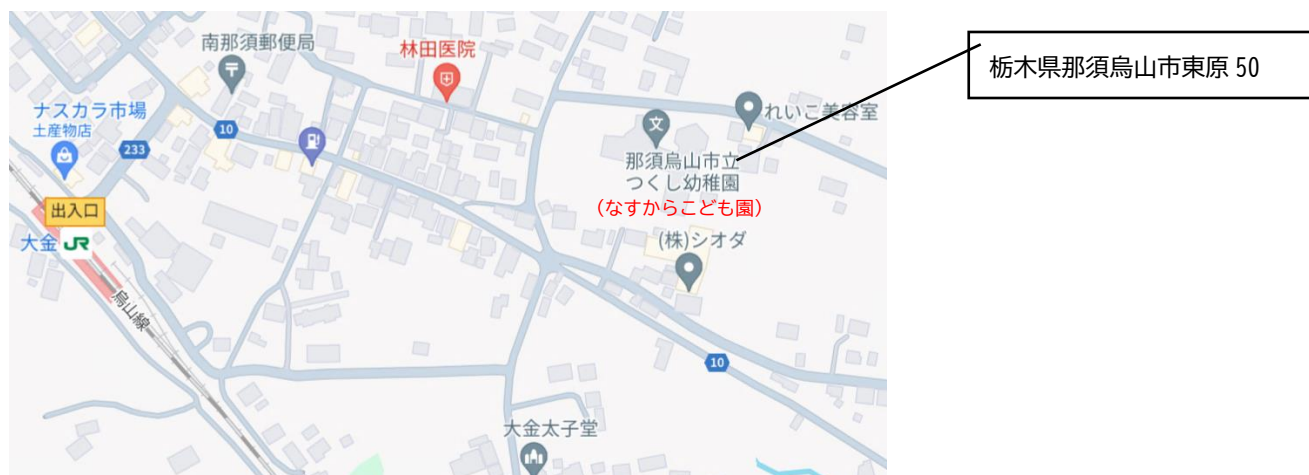 南那須郵便局
林田医院
ナスカラ市場
土産物店
10
233
出入口
大金 JR
烏山線
れいこ美容室
文
那須烏山市立
つくし幼稚園
(なすからこども園)
(株)シオダ
10
大金太子堂
栃木県那須烏山市東原 50